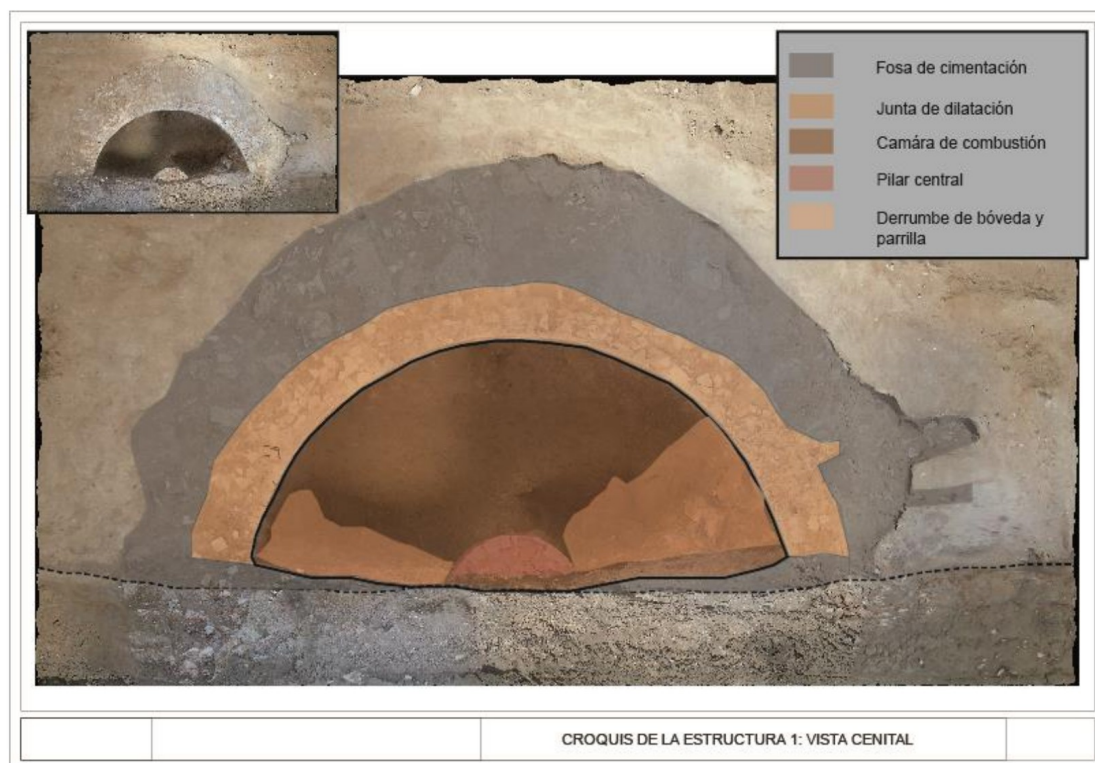 Fosa de cimentación
Junta de dilatación
Camára de combustión
Pilar central
Derrumbe de bóveda y
parrilla
CROQUIS DE LA ESTRUCTURA 1: VISTA CENITAL